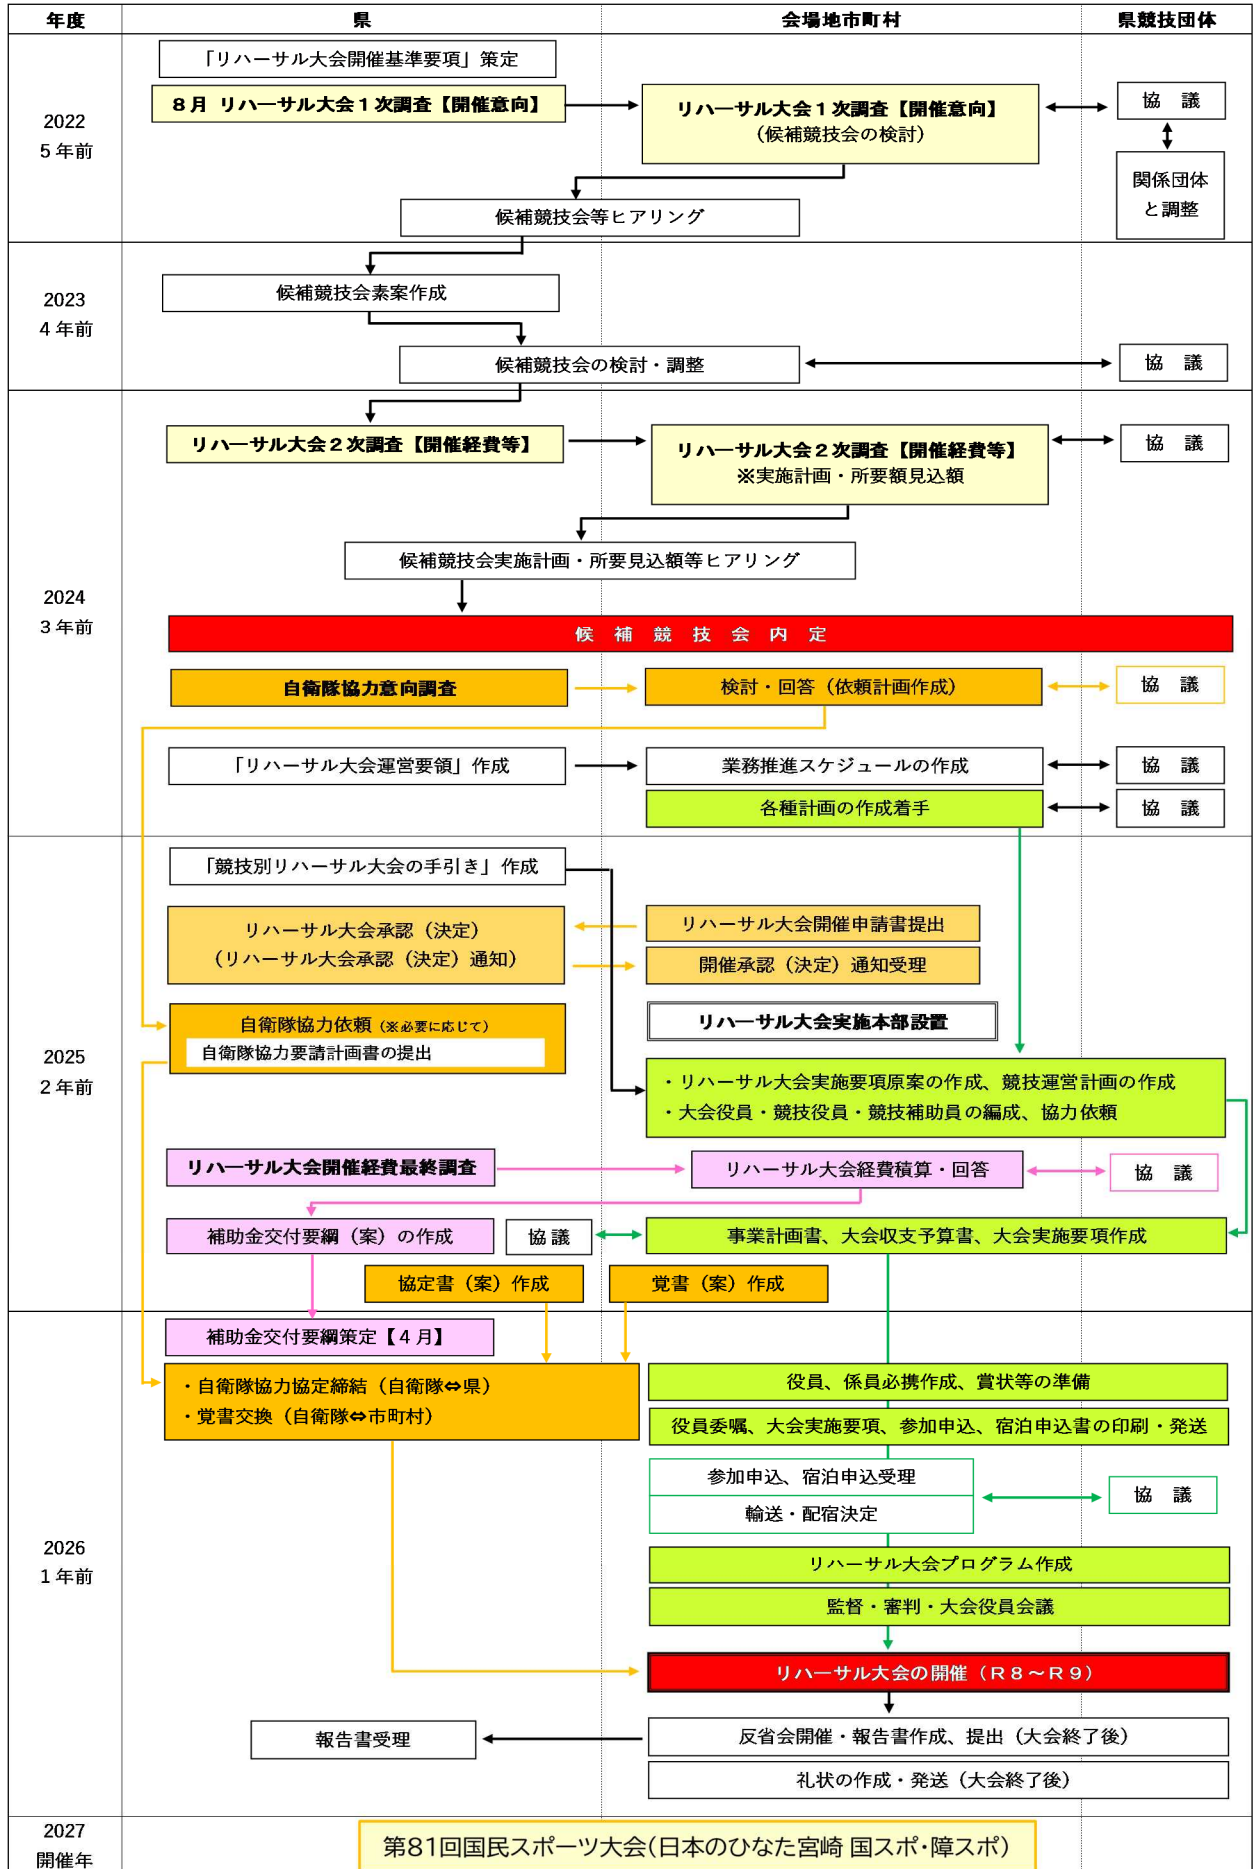 年度
県
会場地市町村
県競技団体
2022
5年前
「リハーサル大会開催基準要項」策定
8月 リハーサル大会1次調査【開催意向】
リハーサル大会1次調査【開催意向】
（候補競技会の検討）
協　議
関係団体
と調整
候補競技会等ヒアリング
2023
4年前
候補競技会素案作成
候補競技会の検討・調整
協　議
2024
3年前
リハーサル大会2次調査【開催経費等】
リハーサル大会2次調査【開催経費等】
※実施計画・所要額見込額
協　議
候補競技会実施計画・所要見込額等ヒアリング
候　補　競　技　会　内　定
自衛隊協力意向調査
検討・回答（依頼計画作成）
協　議
「リハーサル大会運営要領」作成
業務推進スケジュールの作成
協　議
各種計画の作成着手
協　議
2025
2年前
「競技別リハーサル大会の手引き」作成
リハーサル大会承認（決定）
（リハーサル大会承認（決定）通知）
リハーサル大会開催申請書提出
開催承認（決定）通知受理
自衛隊協力依頼（※必要に応じて）
自衛隊協力要請計画書の提出
リハーサル大会実施本部設置
・リハーサル大会実施要項原案の作成、競技運営計画の作成
・大会役員・競技役員・競技補助員の編成、協力依頼
リハーサル大会開催経費最終調査
リハーサル大会経費積算・回答
協　議
補助金交付要綱（案）の作成
協議
事業計画書、大会収支予算書、大会実施要項作成
協定書（案）作成
覚書（案）作成
2026
1年前
補助金交付要綱策定【4月】
・自衛隊協力協定締結（自衛隊⇔県）
・覚書交換（自衛隊⇔市町村）
役員、係員必携作成、賞状等の準備
役員委嘱、大会実施要項、参加申込、宿泊申込書の印刷・発送
参加申込、宿泊申込受理
輸送・配宿決定
協　議
リハーサル大会プログラム作成
監督・審判・大会役員会議
リハーサル大会の開催（R8～R9）
報告書受理
反省会開催・報告書作成、提出（大会終了後）
礼状の作成・発送（大会終了後）
2027
開催年
第81回国民スポーツ大会（日本のひなた宮崎 国スポ・障スポ）